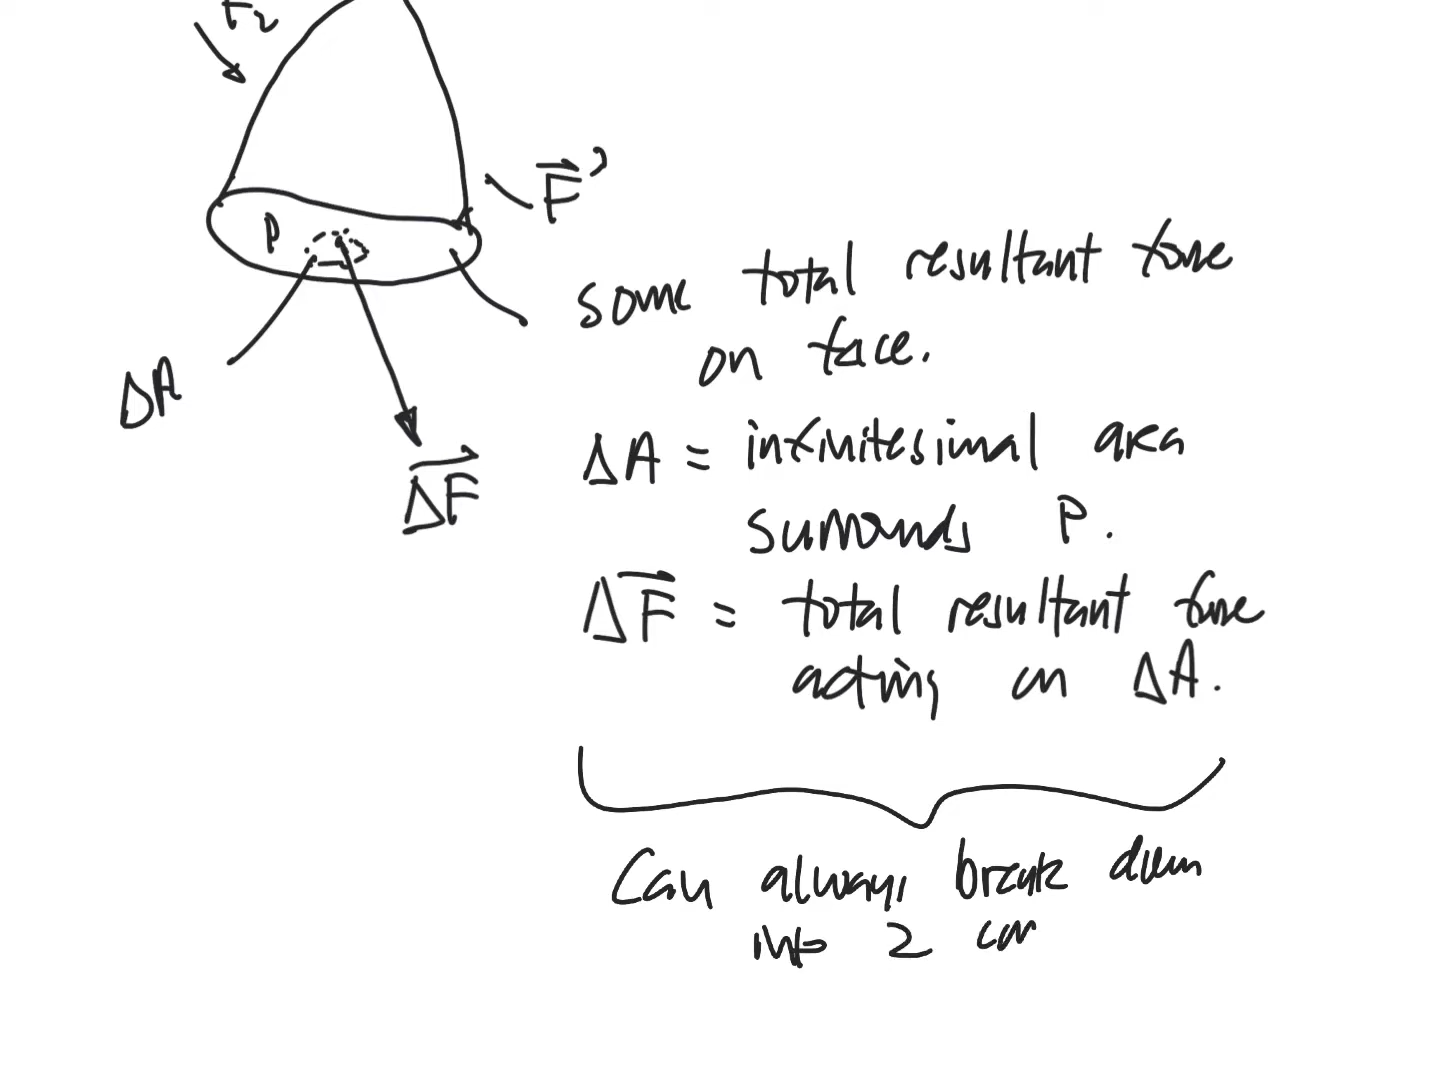 F₂
F⃗'
P
some total resultant force
on face.
ΔA
ΔA = infinitesimal area
surrounds P.
ΔF⃗
ΔF⃗ = total resultant force
acting on ΔA.
Can always break down
into 2 com